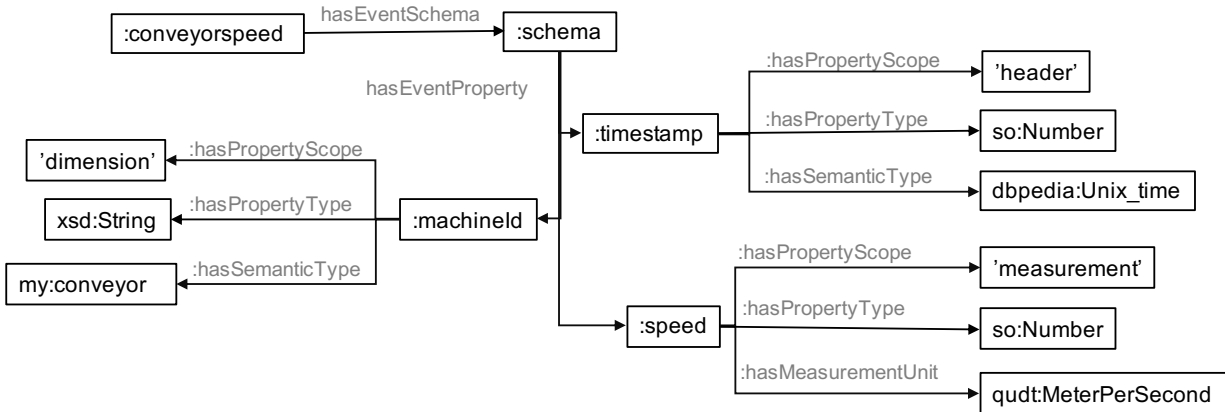 :conveyorspeed
hasEventSchema
:schema
hasEventProperty
:timestamp
:hasPropertyScope
’header’
:hasPropertyType
so:Number
:hasSemanticType
dbpedia:Unix_time
:machineId
:hasPropertyScope
’dimension’
:hasPropertyType
xsd:String
:hasSemanticType
my:conveyor
:speed
:hasPropertyScope
’measurement’
:hasPropertyType
so:Number
:hasMeasurementUnit
qudt:MeterPerSecond